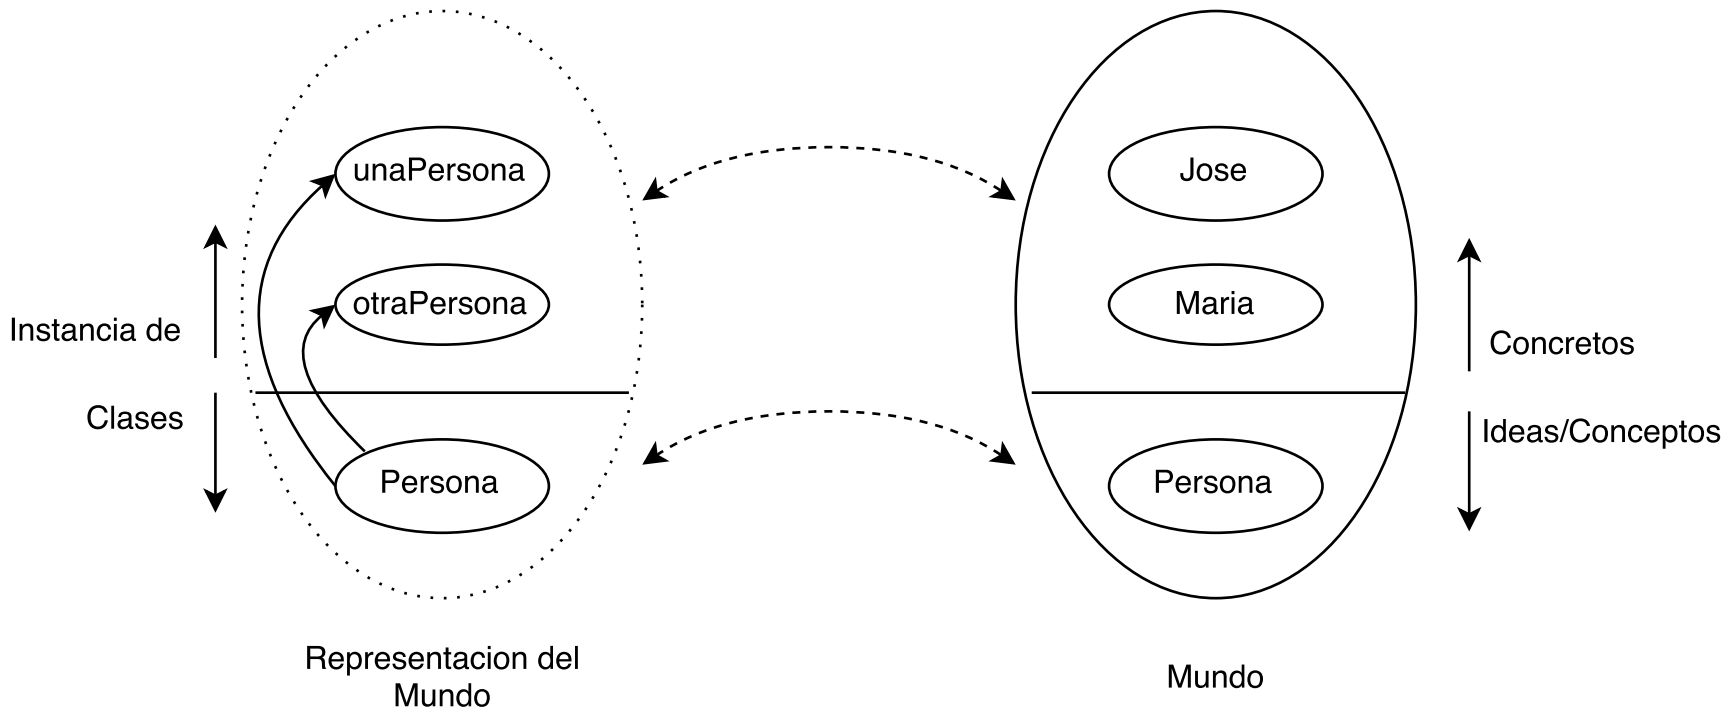 unaPersona
otraPersona
Instancia de
Clases
Persona
Representacion del
Mundo
Jose
Maria
Concretos
Ideas/Conceptos
Persona
Mundo